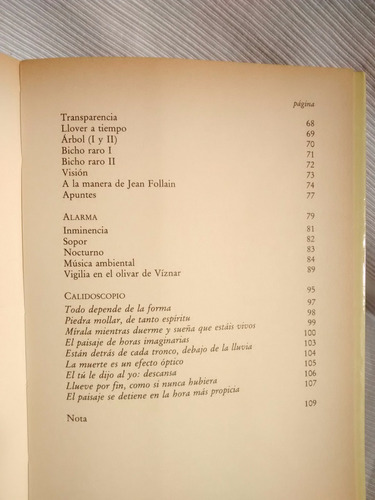 página
Transparencia 68
Llover a tiempo 69
Árbol (I y II) 70
Bicho raro I 71
Bicho raro II 72
Visión 73
A la manera de Jean Follain 74
Apuntes 77
ALARMA 79
Inminencia 81
Sopor 82
Nocturno 83
Música ambiental 84
Vigilia en el olivar de Víznar 89
CALIDOSCOPIO 95
Todo depende de la forma 97
Piedra mollar, de tanto espíritu 98
Mírala mientras duerme y sueña que estáis vivos 99
El paisaje de horas imaginarias 100
Están detrás de cada tronco, debajo de la lluvia 103
La muerte es un efecto óptico 104
El tú le dijo al yo: descansa 105
Llueve por fin, como si nunca hubiera 106
El paisaje se detiene en la hora más propicia 107
Nota 109